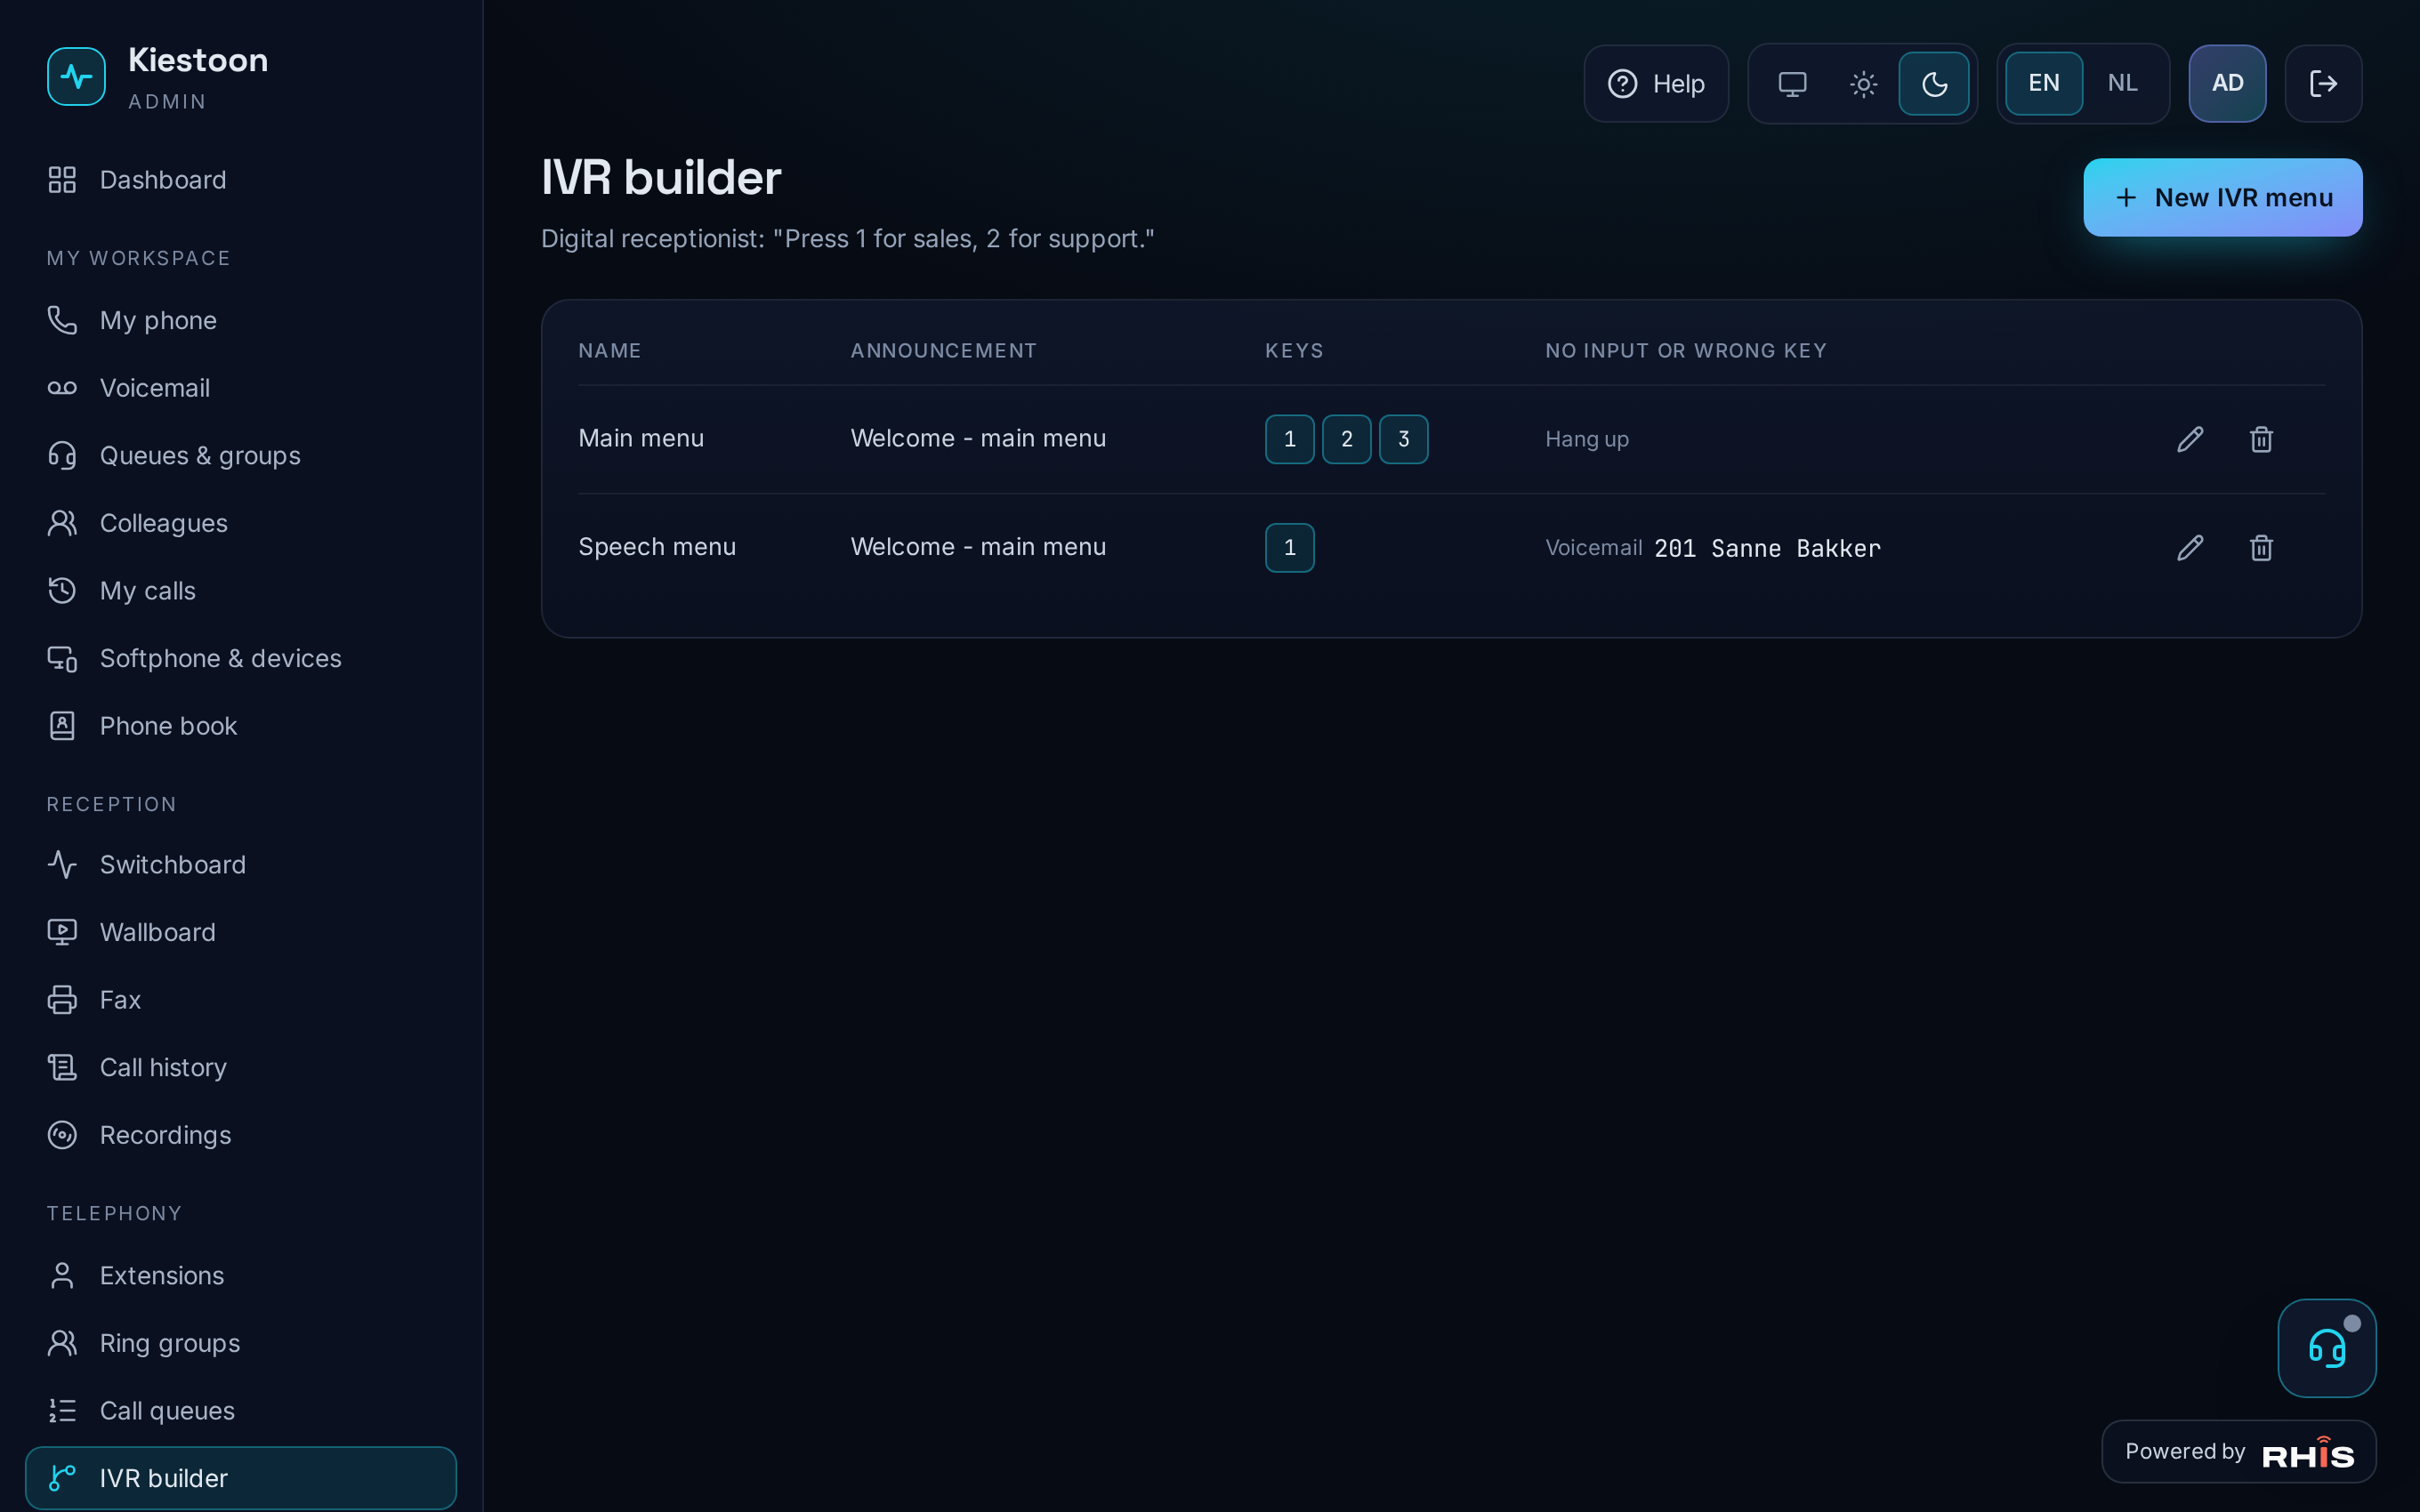 Kiestoon
ADMIN
Dashboard
MY WORKSPACE
My phone
Voicemail
Queues & groups
Colleagues
My calls
Softphone & devices
Phone book
RECEPTION
Switchboard
Wallboard
Fax
Call history
Recordings
TELEPHONY
Extensions
Ring groups
Call queues
IVR builder
Help
EN NL
AD
IVR builder
Digital receptionist: "Press 1 for sales, 2 for support."
New IVR menu
NAME ANNOUNCEMENT KEYS NO INPUT OR WRONG KEY
Main menu Welcome - main menu 1 2 3 Hang up
Speech menu Welcome - main menu 1 Voicemail 201 Sanne Bakker
Powered by RHIS